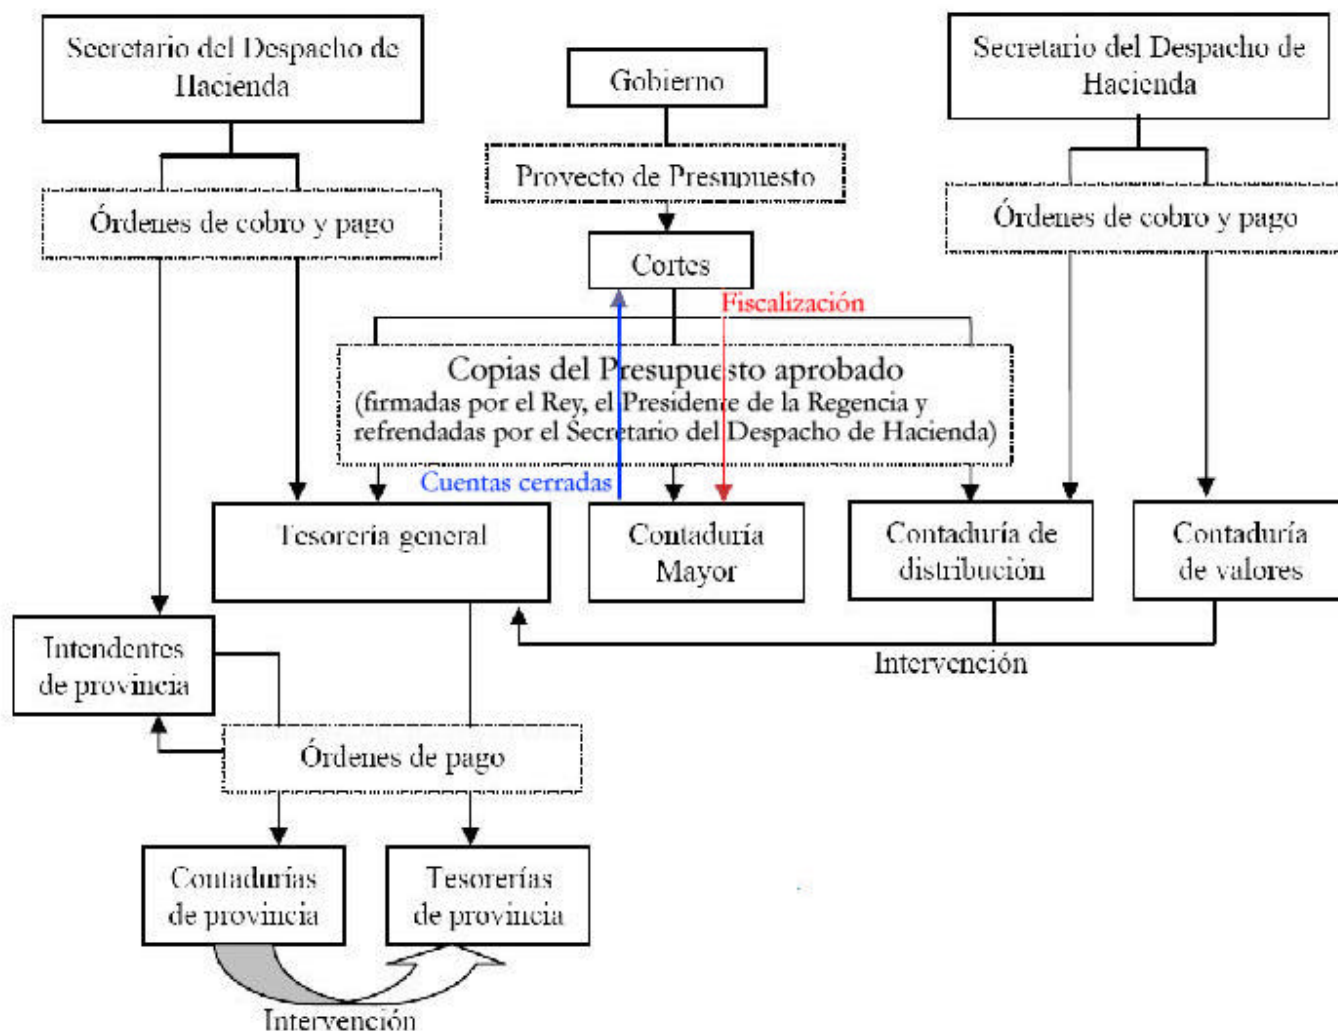 Secretario del Despacho de
Hacienda
Gobierno
Secretario del Despacho de
Hacienda
Proyecto de Presupuesto
Órdenes de cobro y pago
Órdenes de cobro y pago
Cortes
Fiscalización
Copias del Presupuesto aprobado
(firmadas por el Rey, el Presidente de la Regencia y
refrendadas por el Secretario del Despacho de Hacienda)
Cuentas cerradas
Tesorería general
Contaduría
Mayor
Contaduría de
distribución
Contaduría
de valores
Intervención
Intendentes
de provincia
Órdenes de pago
Contadurías
de provincia
Tesorerías
de provincia
Intervención